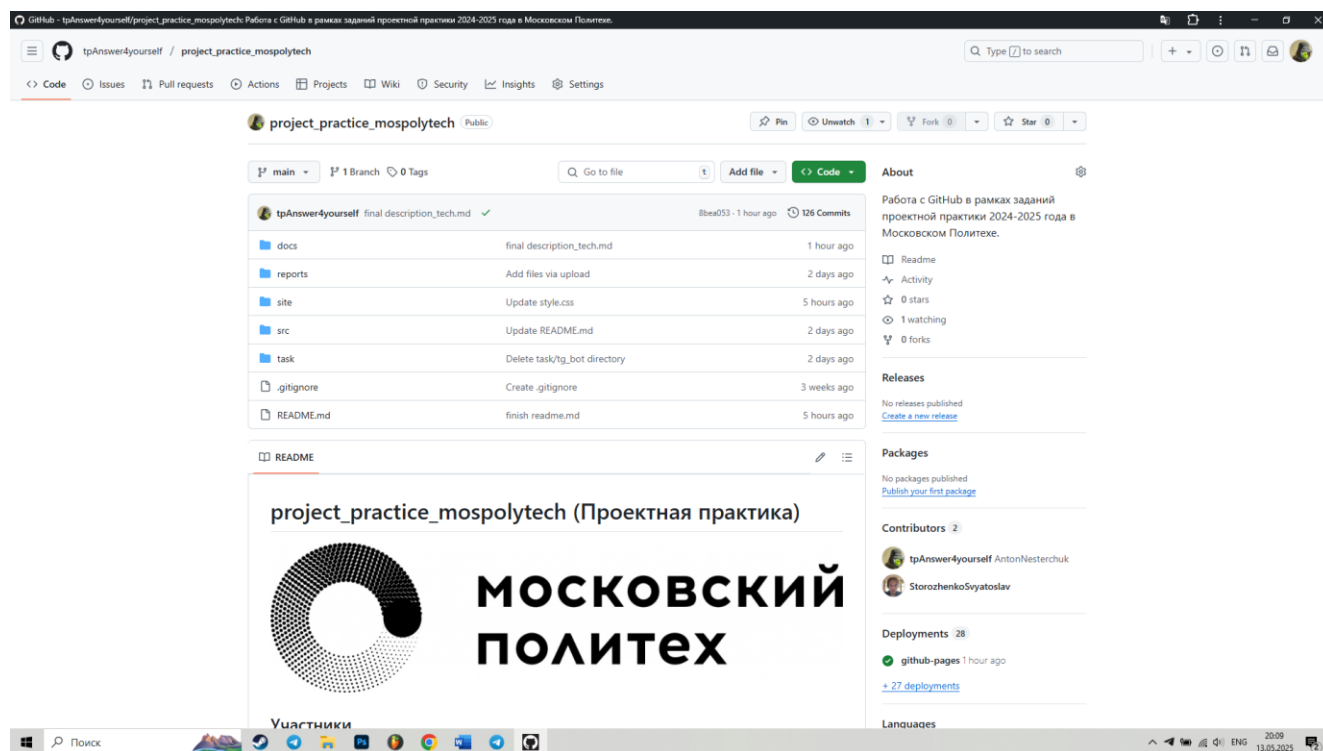 GitHub - tpAnswer4yourself/project_practice_mospolytech: Работа с GitHub в рамках заданий проектной практики 2024-2025 года в Московском Политехе.
tpAnswer4yourself / project_practice_mospolytech
Type / to search
Code Issues Pull requests Actions Projects Wiki Security Insights Settings
project_practice_mospolytech Public
Pin Unwatch 1 Fork 0 Star 0
main 1 Branch 0 Tags Go to file t Add file Code
tpAnswer4yourself final description_tech.md 8bea053 · 1 hour ago 126 Commits
docs final description_tech.md 1 hour ago
reports Add files via upload 2 days ago
site Update style.css 5 hours ago
src Update README.md 2 days ago
task Delete task/tg_bot directory 2 days ago
.gitignore Create .gitignore 3 weeks ago
README.md finish readme.md 5 hours ago
README
project_practice_mospolytech (Проектная практика)
московский
политех
Участники
About
Работа с GitHub в рамках заданий
проектной практики 2024-2025 года в
Московском Политехе.
Readme
Activity
0 stars
1 watching
0 forks
Releases
No releases published
Create a new release
Packages
No packages published
Publish your first package
Contributors 2
tpAnswer4yourself AntonNesterchuk
StorozhenkoSvyatoslav
Deployments 28
github-pages 1 hour ago
+ 27 deployments
Languages
Поиск
Ps
W
ENG
20:09
13.05.2025
2